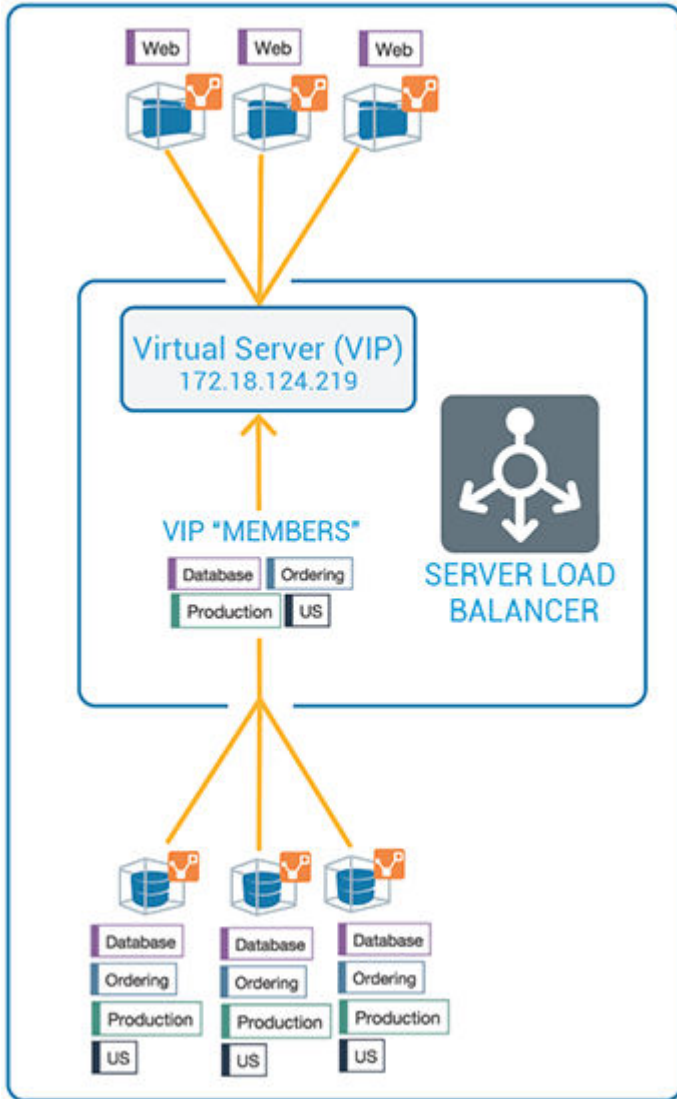 Web
Web
Web
Virtual Server (VIP)
172.18.124.219
VIP “MEMBERS”
Database
Ordering
Production
US
SERVER LOAD
BALANCER
Database
Ordering
Production
US
Database
Ordering
Production
US
Database
Ordering
Production
US